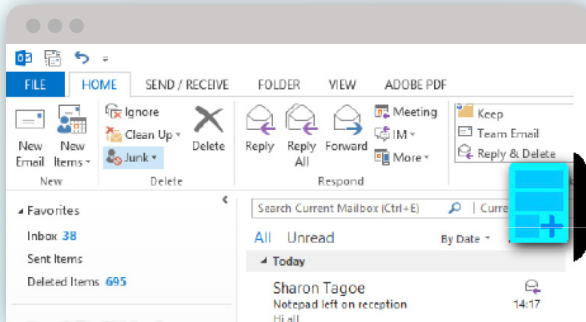 FILE HOME SEND / RECEIVE FOLDER VIEW ADOBE PDF
Ignore
Clean Up
Junk
Delete
New Email
New Items
Reply
Reply All
Forward
Meeting
IM
More
Keep
Team Email
Reply & Delete
New Delete Respond
Favorites
Inbox 38
Sent Items
Deleted Items 695
Search Current Mailbox (Ctrl+E)
All Unread By Date
Today
Sharon Tagoe
Notepad left on reception 14:17
Hi all